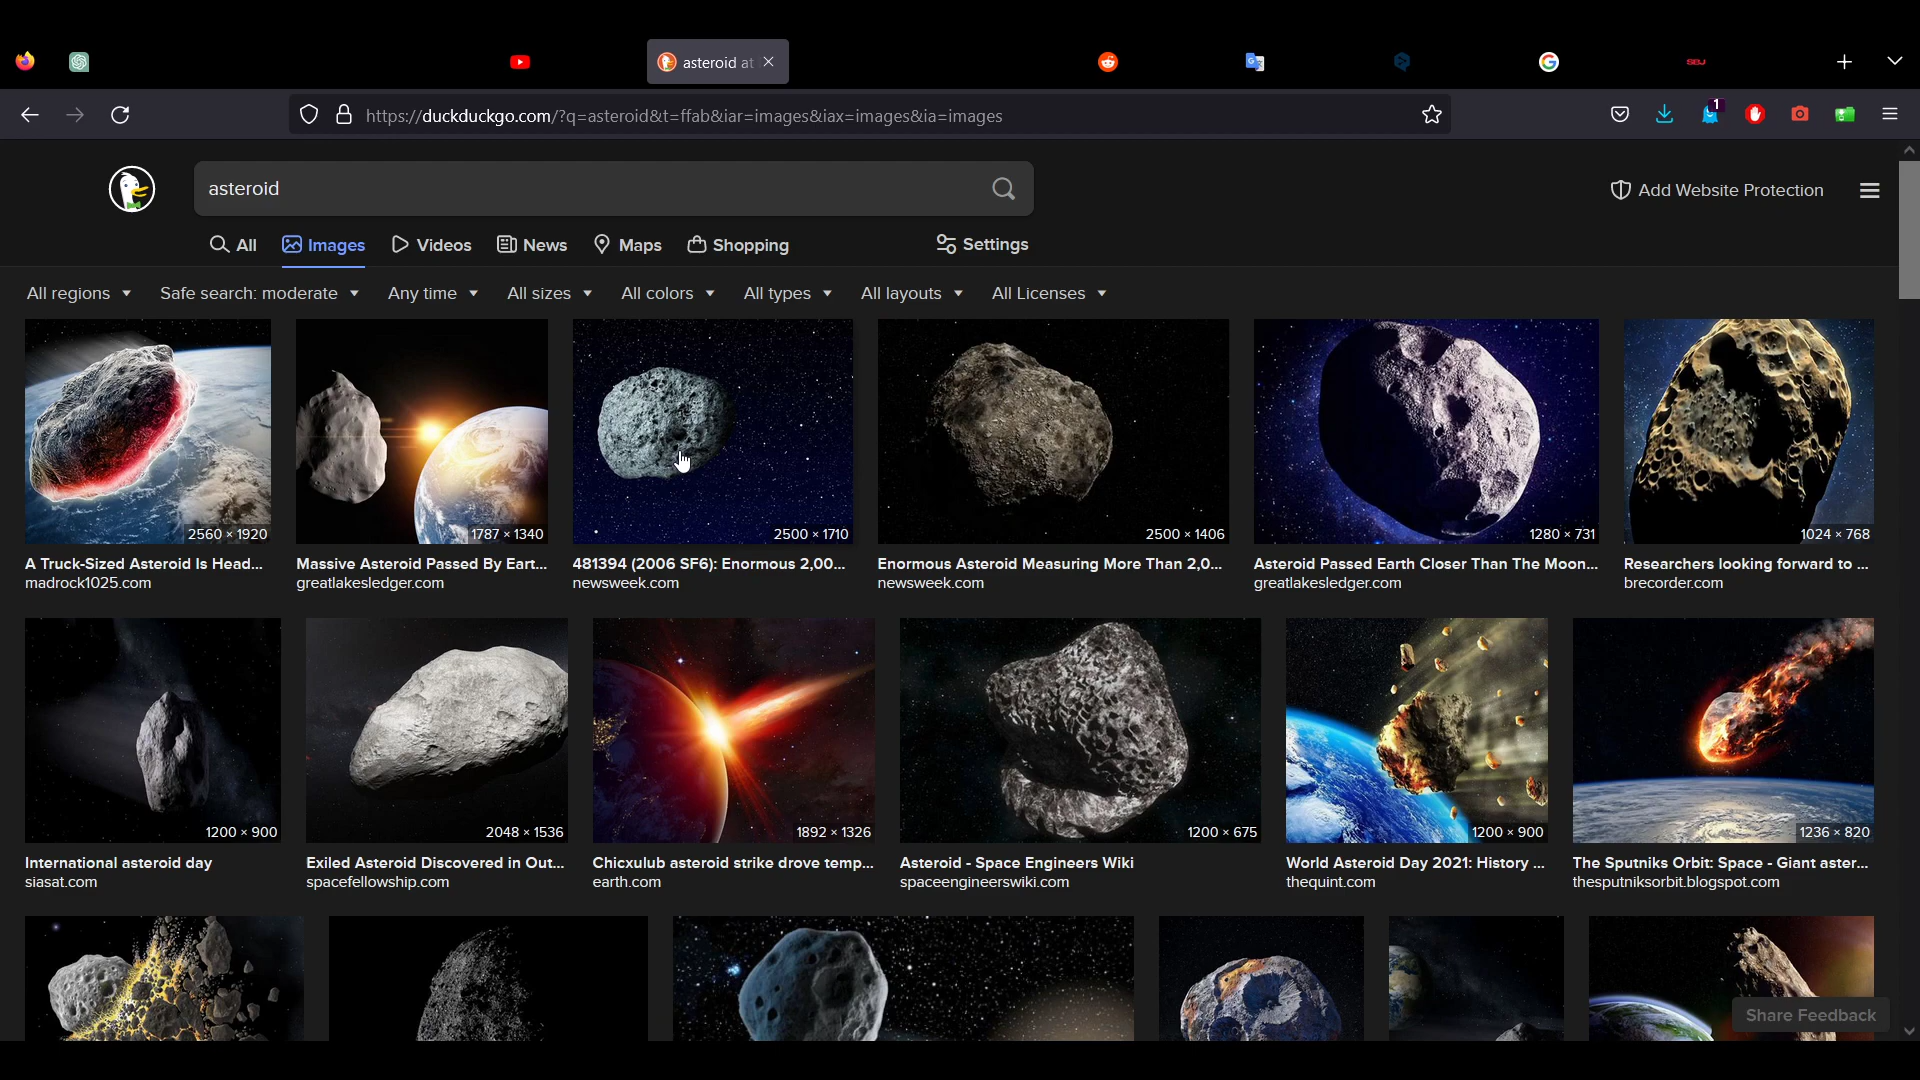 asteroid at
SBJ
https://duckduckgo.com/?q=asteroid&t=ffab&iar=images&iax=images&ia=images
1
asteroid
Add Website Protection
All Images Videos News Maps Shopping Settings
All regions Safe search: moderate Any time All sizes All colors All types All layouts All Licenses
2560 × 1920 1787 × 1340 2500 × 1710 2500 × 1406 1280 × 731 1024 × 768
A Truck-Sized Asteroid Is Head... Massive Asteroid Passed By Eart... 481394 (2006 SF6): Enormous 2,00... Enormous Asteroid Measuring More Than 2,0... Asteroid Passed Earth Closer Than The Moon... Researchers looking forward to ...
madrock1025.com greatlakesledger.com newsweek.com newsweek.com greatlakesledger.com brecorder.com
1200 × 900 2048 × 1536 1892 × 1326 1200 × 675 1200 × 900 1236 × 820
International asteroid day Exiled Asteroid Discovered in Out... Chicxulub asteroid strike drove temp... Asteroid - Space Engineers Wiki World Asteroid Day 2021: History ... The Sputniks Orbit: Space - Giant aster...
siasat.com spacefellowship.com earth.com spaceengineerswiki.com thequint.com thesputniksorbit.blogspot.com
Share Feedback